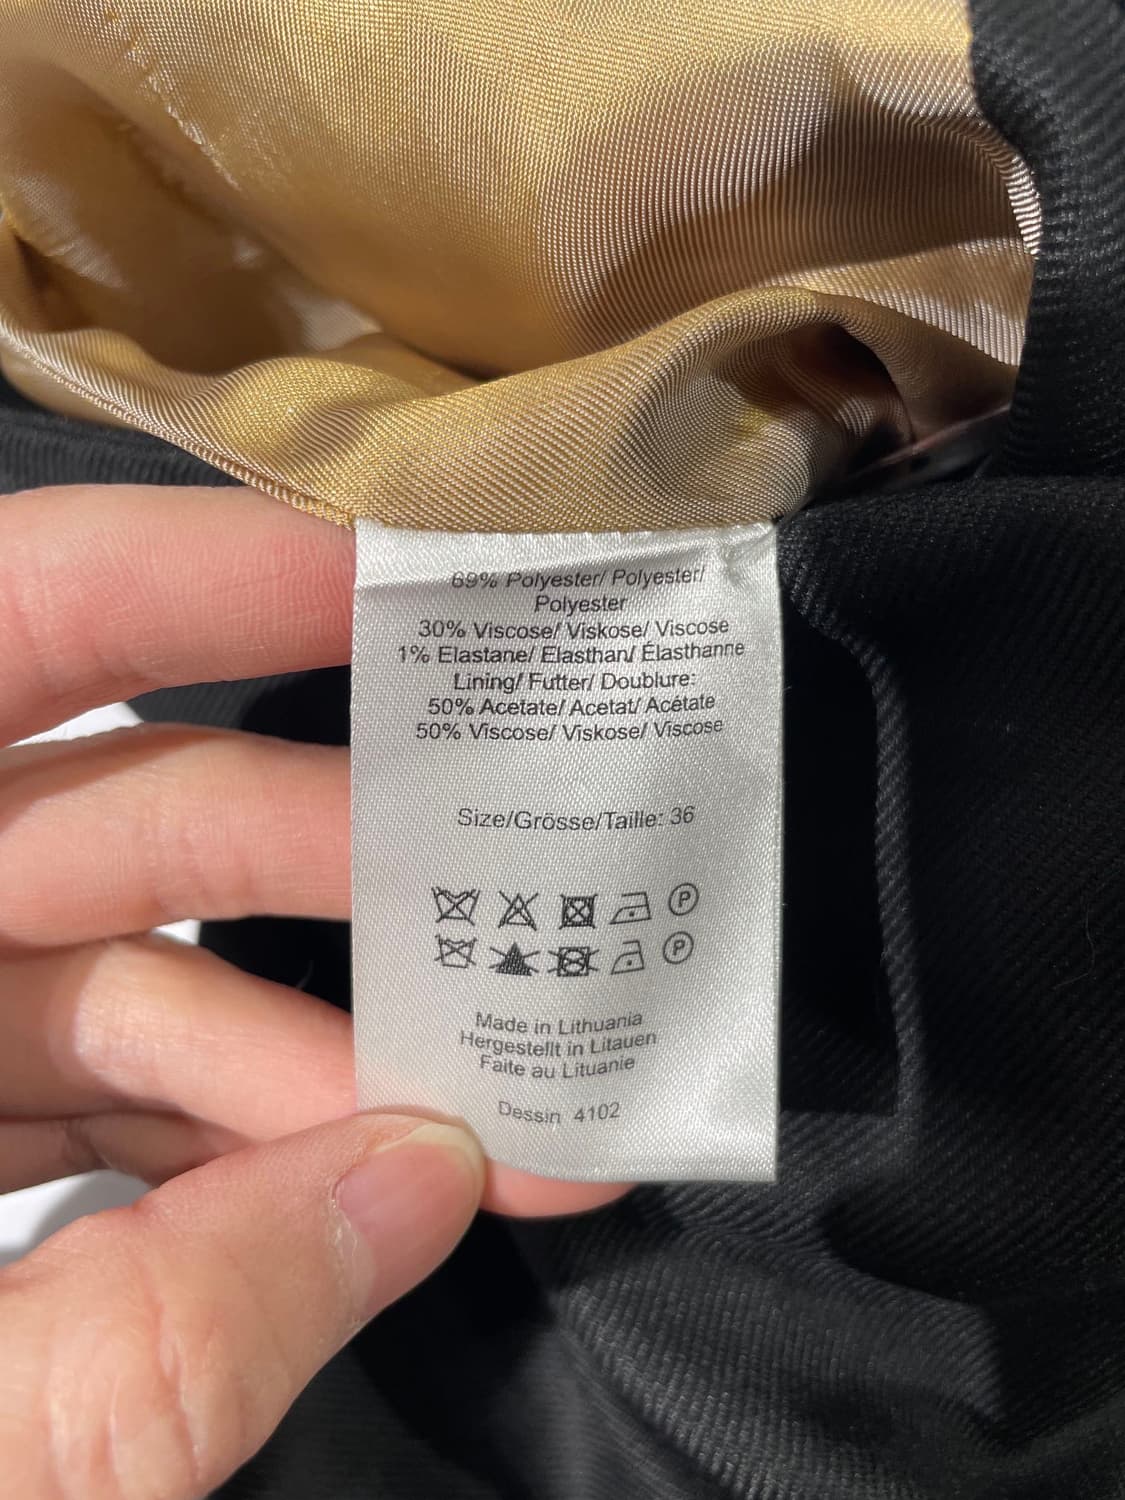 69% Polyester/ Polyester/
Polyester
30% Viscose/ Viskose/ Viscose
1% Elastane/ Elasthan/ Élasthanne
Lining/ Futter/ Doublure:
50% Acetate/ Acetat/ Acétate
50% Viscose/ Viskose/ Viscose
Size/Grösse/Taille: 36
P
P
Made in Lithuania
Hergestellt in Litauen
Faite au Lituanie
Dessin 4102